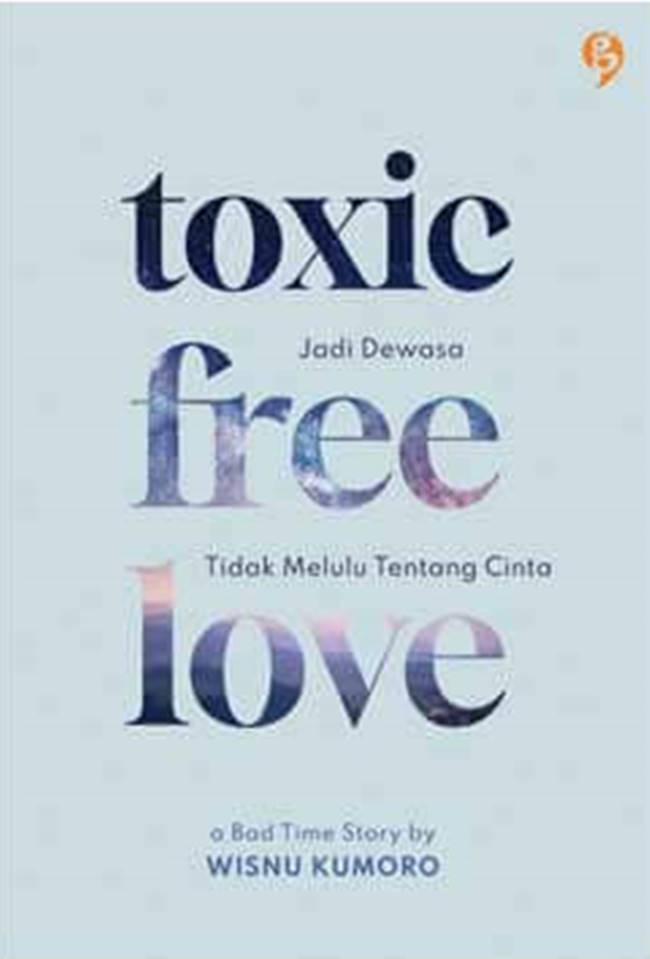 toxic
Jadi Dewasa
free
Tidak Melulu Tentang Cinta
love
a Bad Time Story by
WISNU KUMORO